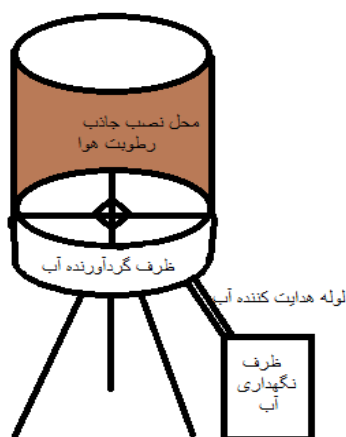 محل نصب جاذب
رطوبت هوا
ظرف گردآورنده آب
لوله هدایت کننده آب
ظرف
نگهداری
آب